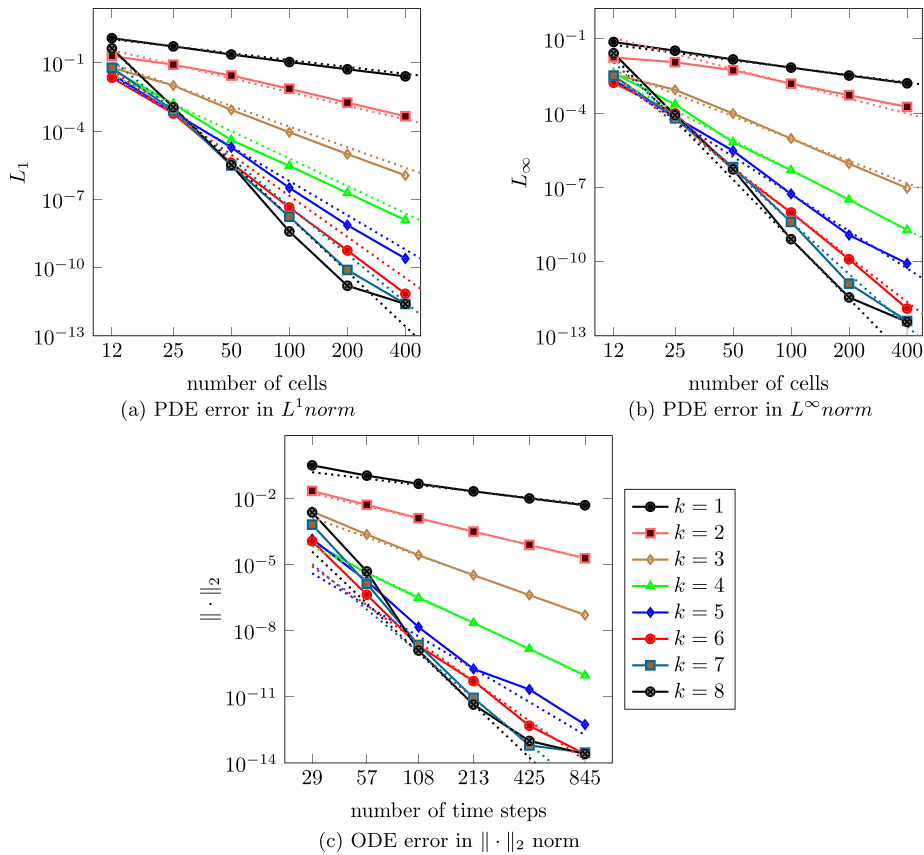 10^{-1}
10^{-4}
10^{-7}
10^{-10}
10^{-13}
L_1
12 25 50 100 200 400
number of cells
(a) PDE error in L^1norm
10^{-1}
10^{-4}
10^{-7}
10^{-10}
10^{-13}
L_∞
12 25 50 100 200 400
number of cells
(b) PDE error in L^∞norm
10^{-2}
10^{-5}
10^{-8}
10^{-11}
10^{-14}
∥ · ∥_2
29 57 108 213 425 845
number of time steps
(c) ODE error in ∥ · ∥_2 norm
k = 1
k = 2
k = 3
k = 4
k = 5
k = 6
k = 7
k = 8